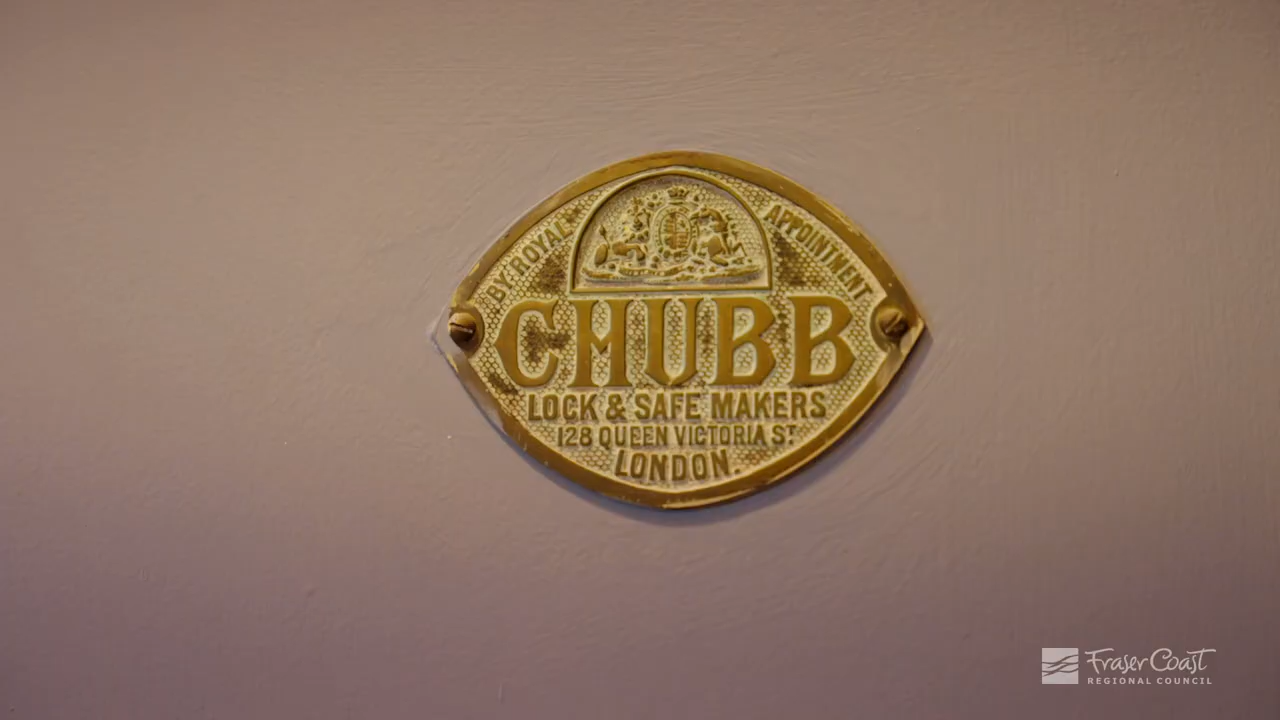 BY ROYAL APPOINTMENT
CHUBB
LOCK & SAFE MAKERS
128 QUEEN VICTORIA ST
LONDON.
Fraser Coast
REGIONAL COUNCIL